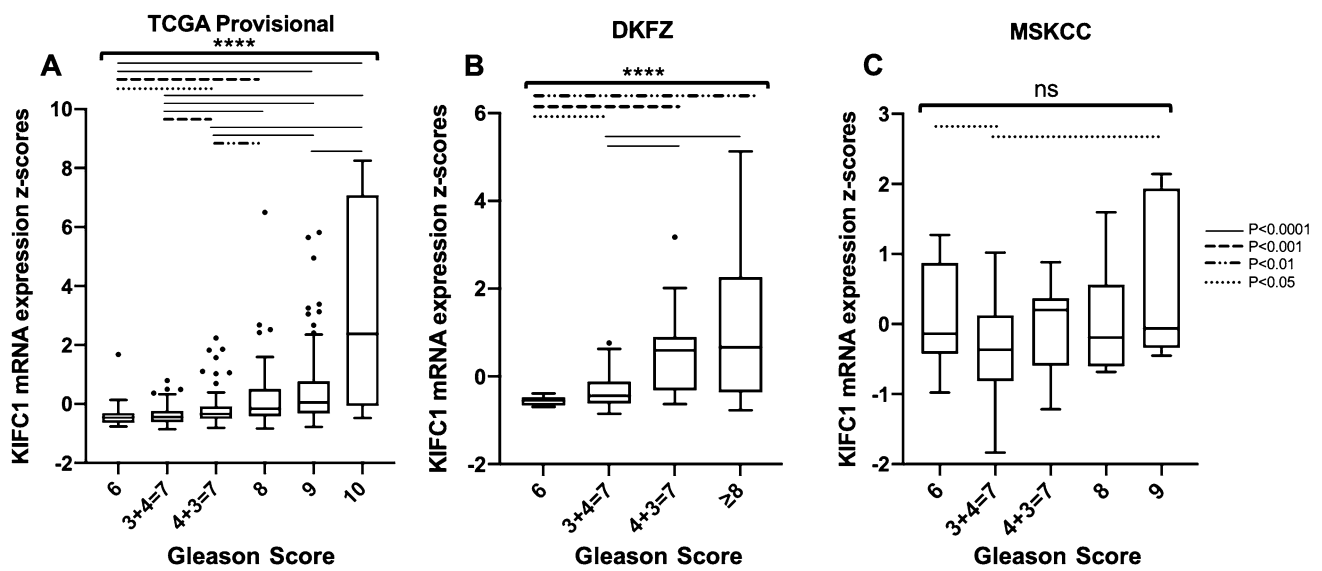 TCGA Provisional
A
****
KIFC1 mRNA expression z-scores
10
8
6
4
2
0
-2
6
3+4=7
4+3=7
8
9
10
Gleason Score
DKFZ
B
****
KIFC1 mRNA expression z-scores
6
4
2
0
-2
6
3+4=7
4+3=7
≥8
Gleason Score
MSKCC
C
ns
KIFC1 mRNA expression z-scores
3
2
1
0
-1
-2
6
3+4=7
4+3=7
8
9
Gleason Score
P<0.0001
P<0.001
P<0.01
P<0.05